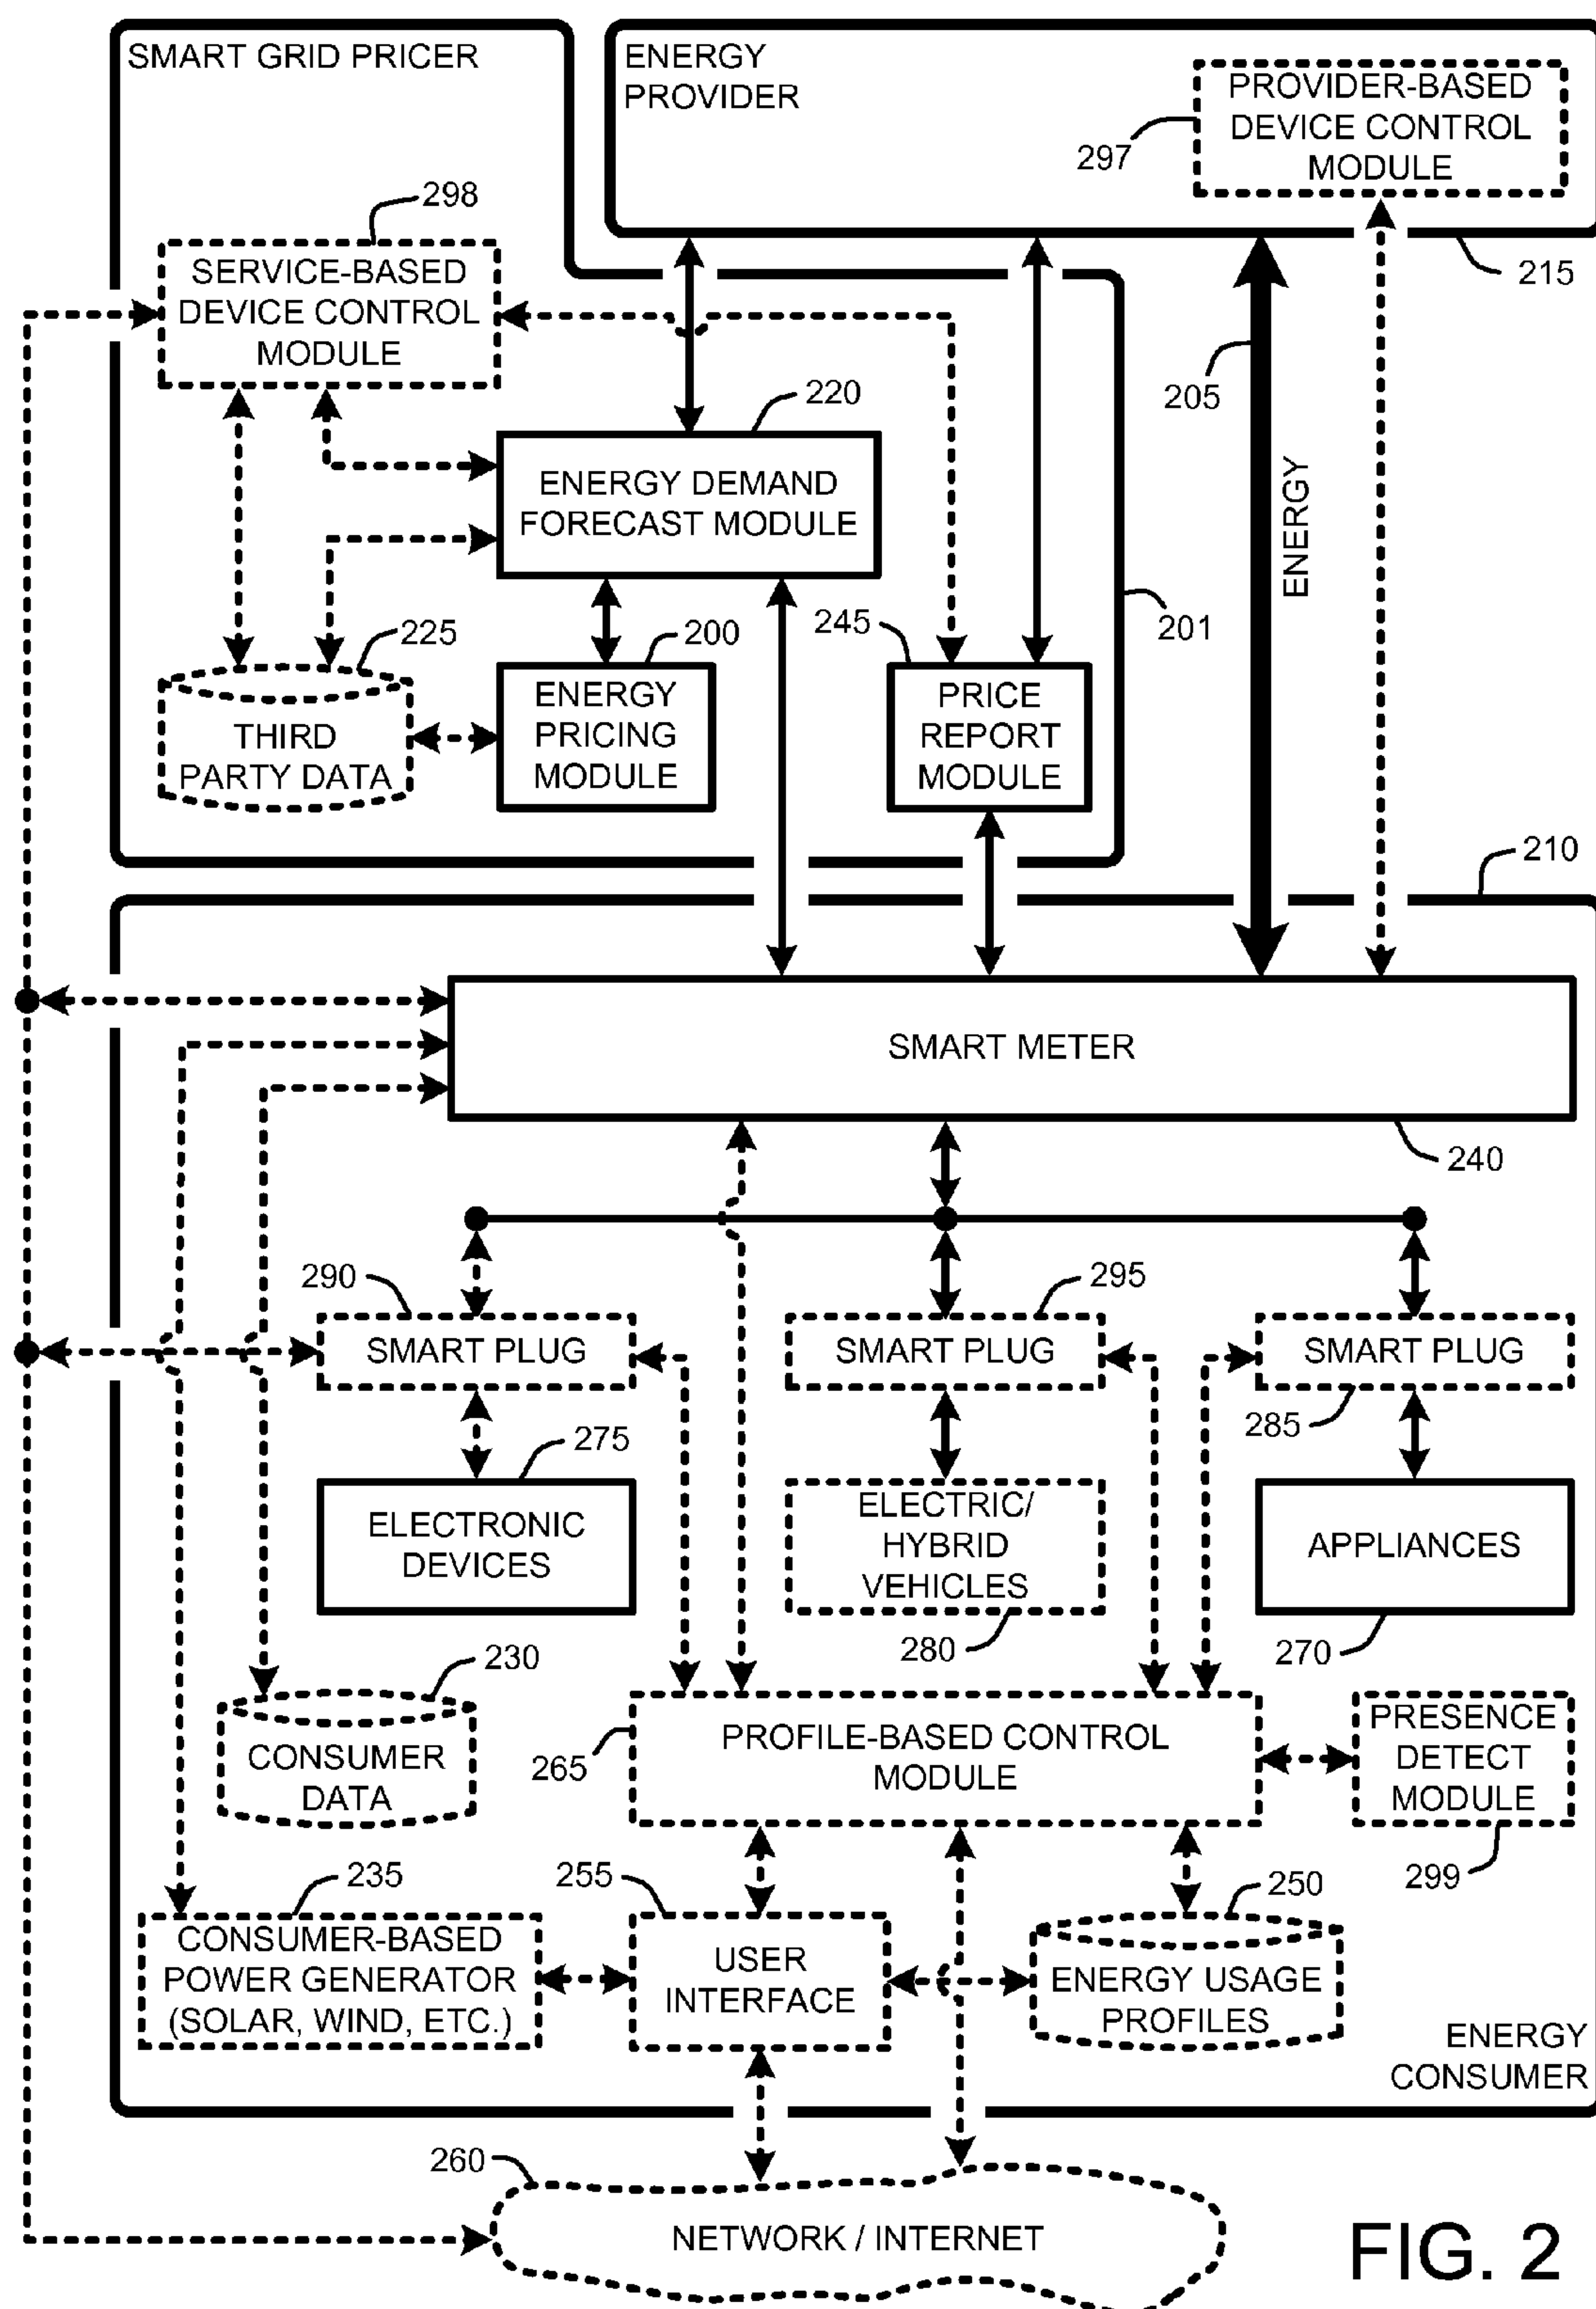 SMART GRID PRICER
ENERGY
PROVIDER
PROVIDER-BASED
DEVICE CONTROL
MODULE
297
298
215
SERVICE-BASED
DEVICE CONTROL
MODULE
205
220
ENERGY DEMAND
FORECAST MODULE
ENERGY
225
200
245
201
THIRD
PARTY DATA
ENERGY
PRICING
MODULE
PRICE
REPORT
MODULE
210
SMART METER
240
290
295
SMART PLUG
SMART PLUG
SMART PLUG
285
275
ELECTRONIC
DEVICES
ELECTRIC/
HYBRID
VEHICLES
APPLIANCES
280
270
230
CONSUMER
DATA
265
PROFILE-BASED CONTROL
MODULE
PRESENCE
DETECT
MODULE
299
235
255
250
CONSUMER-BASED
POWER GENERATOR
(SOLAR, WIND, ETC.)
USER
INTERFACE
ENERGY USAGE
PROFILES
ENERGY
CONSUMER
260
NETWORK / INTERNET
FIG. 2